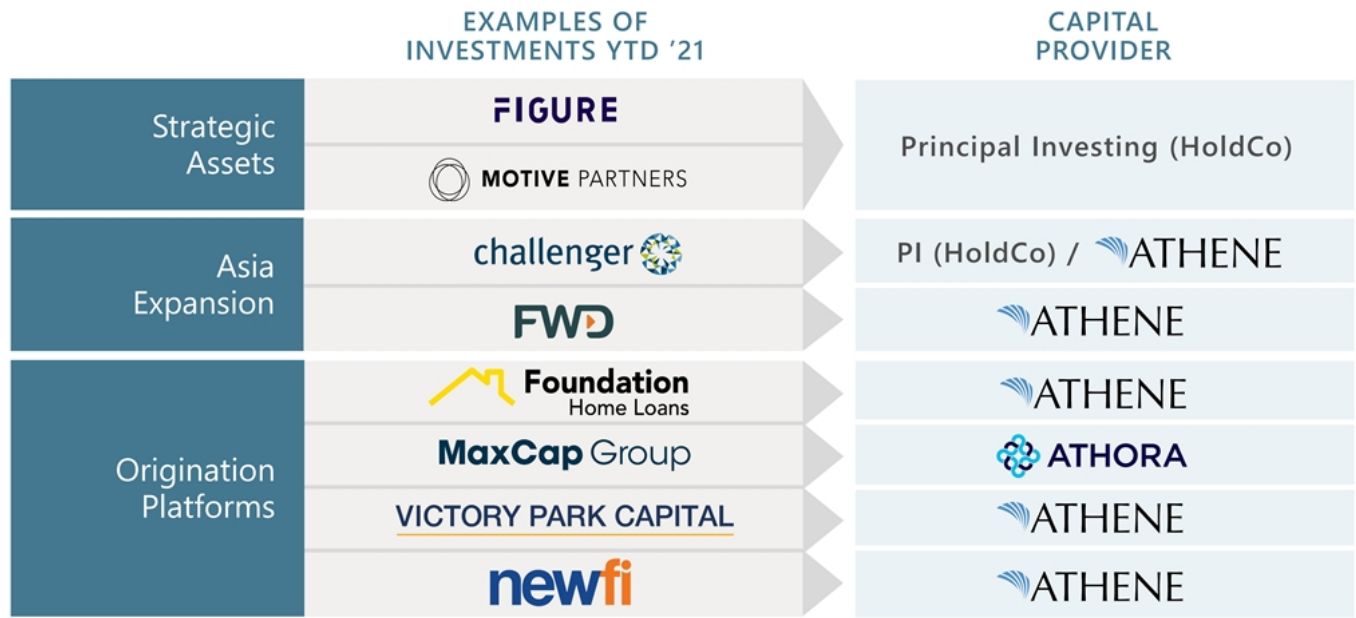 EXAMPLES OF
INVESTMENTS YTD '21
CAPITAL
PROVIDER
Strategic
Assets
FIGURE
MOTIVE PARTNERS
Principal Investing (HoldCo)
Asia
Expansion
challenger
PI (HoldCo) / ATHENE
FWD
ATHENE
Origination
Platforms
Foundation
Home Loans
ATHENE
MaxCap Group
ATHORA
VICTORY PARK CAPITAL
ATHENE
newfi
ATHENE